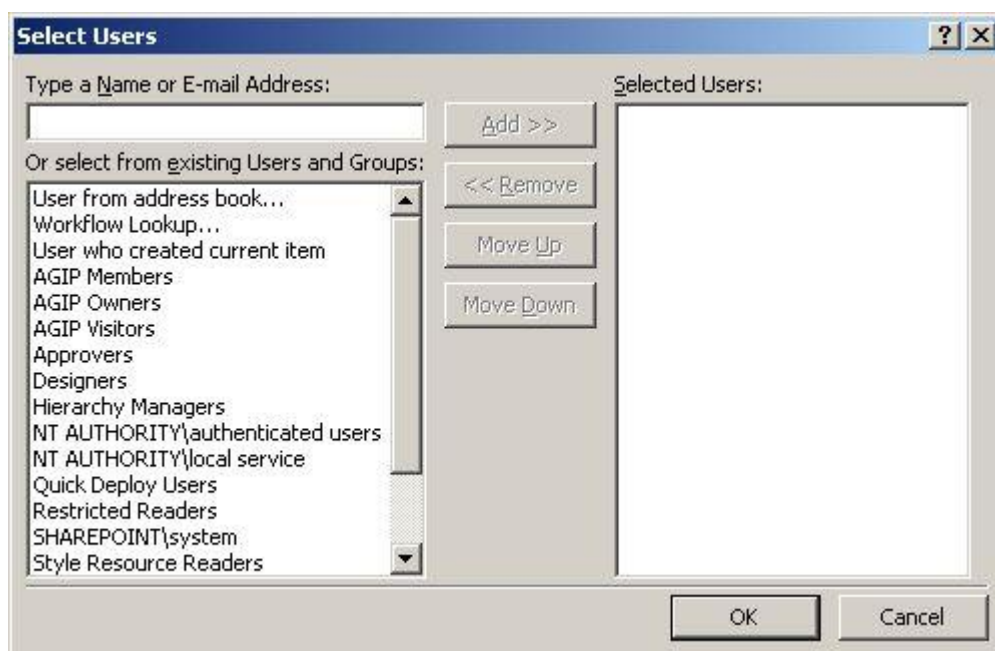 Select Users
Type a Name or E-mail Address:
Or select from existing Users and Groups:
User from address book...
Workflow Lookup...
User who created current item
AGIP Members
AGIP Owners
AGIP Visitors
Approvers
Designers
Hierarchy Managers
NT AUTHORITY\authenticated users
NT AUTHORITY\local service
Quick Deploy Users
Restricted Readers
SHAREPOINT\system
Style Resource Readers
Add >>
<< Remove
Move Up
Move Down
Selected Users:
OK
Cancel